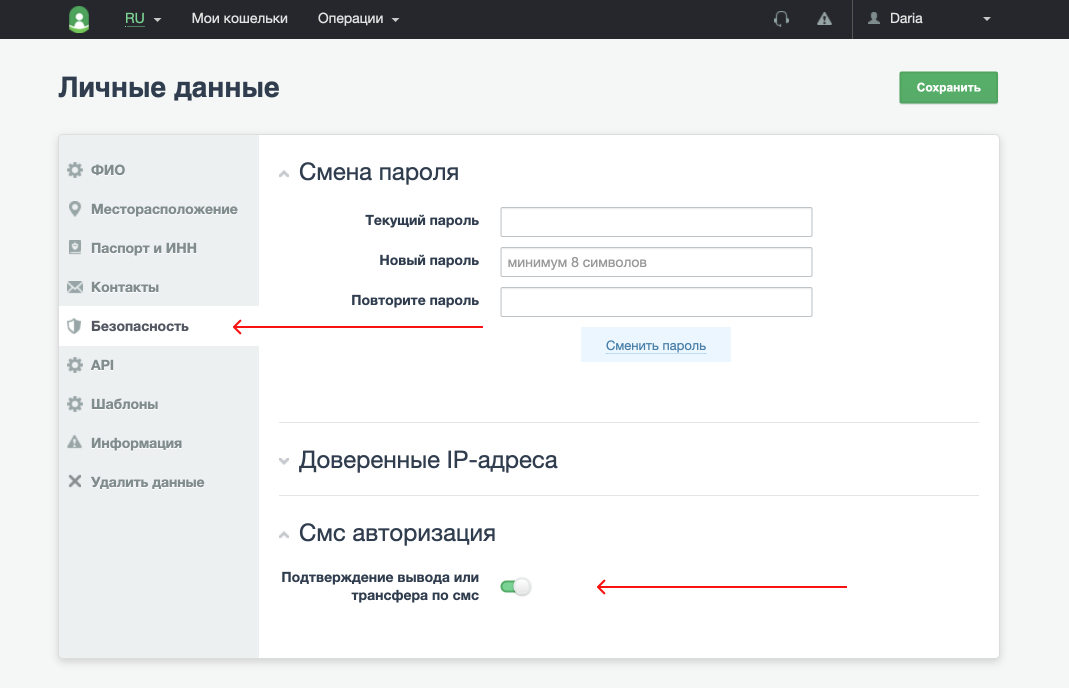 RU Мои кошельки Операции Daria
Личные данные
Сохранить
ФИО
Месторасположение
Паспорт и ИНН
Контакты
Безопасность
API
Шаблоны
Информация
Удалить данные
Смена пароля
Текущий пароль
Новый пароль минимум 8 символов
Повторите пароль
Сменить пароль
Доверенные IP-адреса
Смс авторизация
Подтверждение вывода или
трансфера по смс